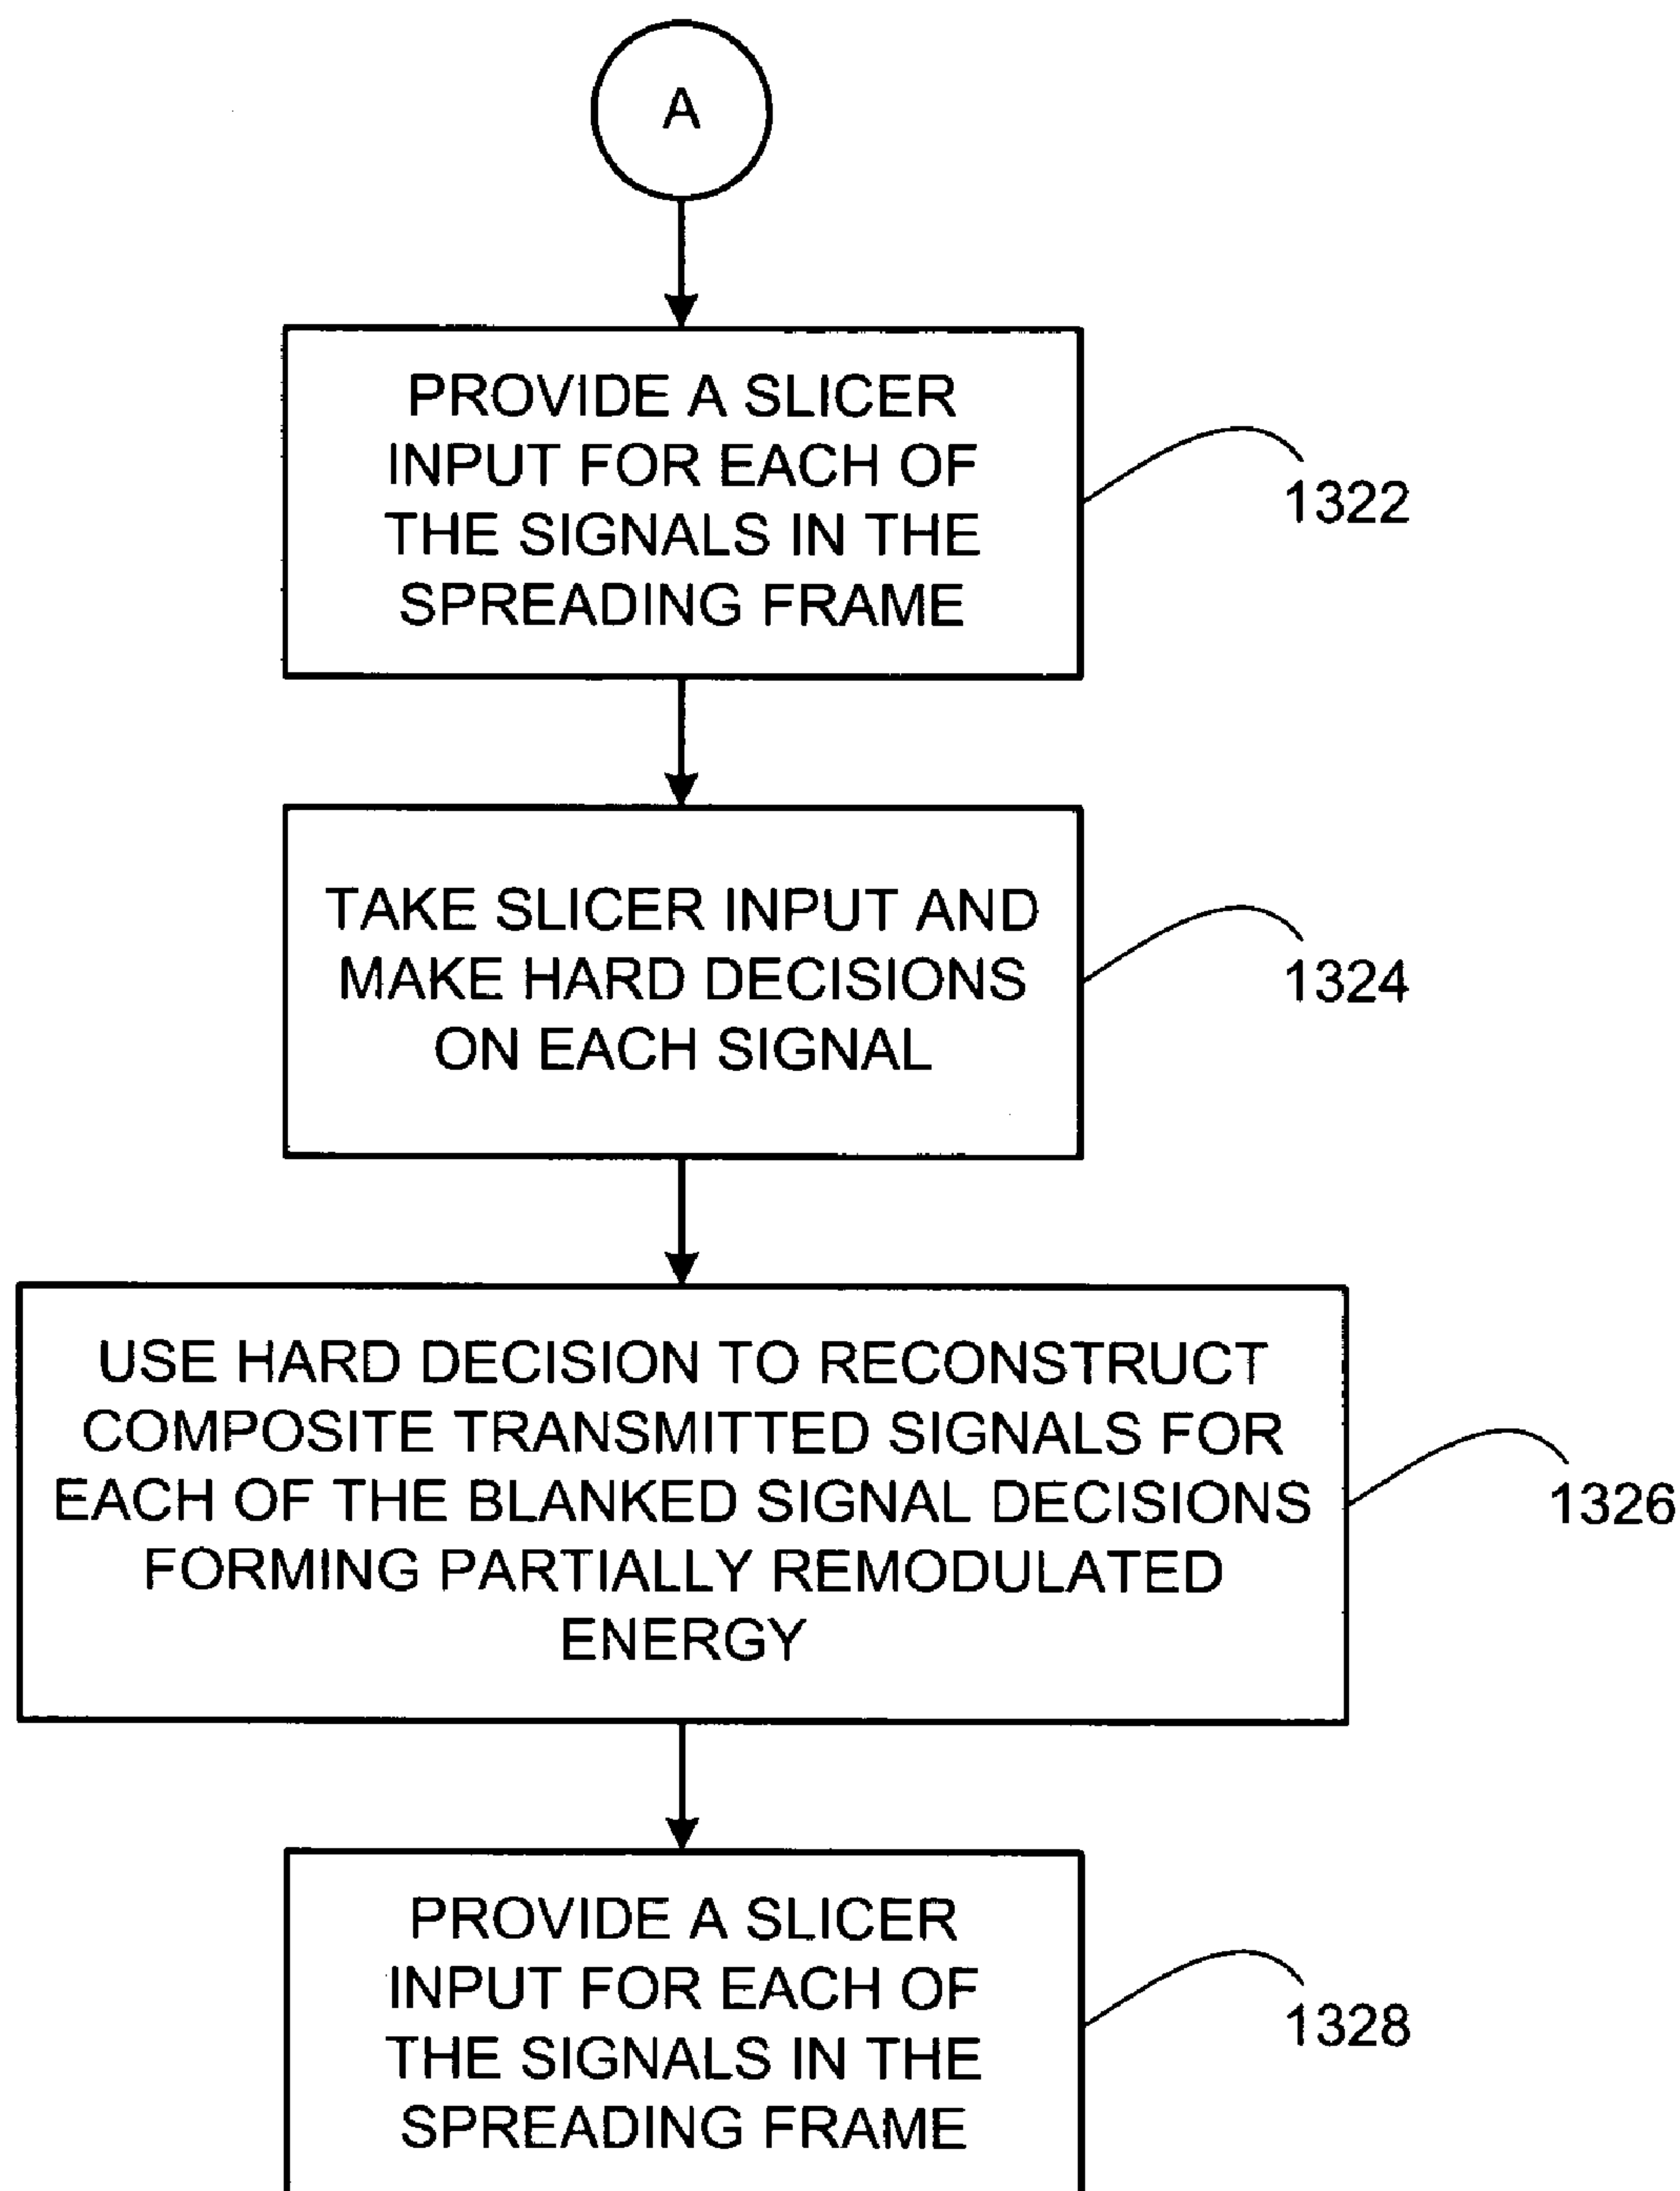 A
PROVIDE A SLICER
INPUT FOR EACH OF
THE SIGNALS IN THE
SPREADING FRAME
1322
TAKE SLICER INPUT AND
MAKE HARD DECISIONS
ON EACH SIGNAL
1324
USE HARD DECISION TO RECONSTRUCT
COMPOSITE TRANSMITTED SIGNALS FOR
EACH OF THE BLANKED SIGNAL DECISIONS
FORMING PARTIALLY REMODULATED
ENERGY
1326
PROVIDE A SLICER
INPUT FOR EACH OF
THE SIGNALS IN THE
SPREADING FRAME
1328